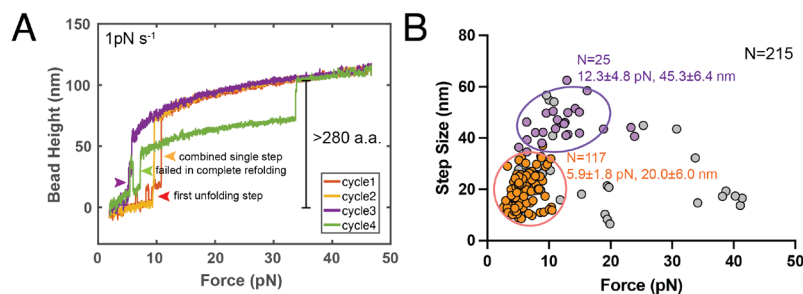 A
1pN s⁻¹
Bead Height (nm)
150
100
50
0
>280 a.a.
combined single step
failed in complete refolding
first unfolding step
cycle1
cycle2
cycle3
cycle4
0 10 20 30 40 50
Force (pN)
B
N=25
12.3±4.8 pN, 45.3±6.4 nm
N=215
Step Size (nm)
80
60
40
20
0
N=117
5.9±1.8 pN, 20.0±6.0 nm
0 10 20 30 40 50
Force (pN)